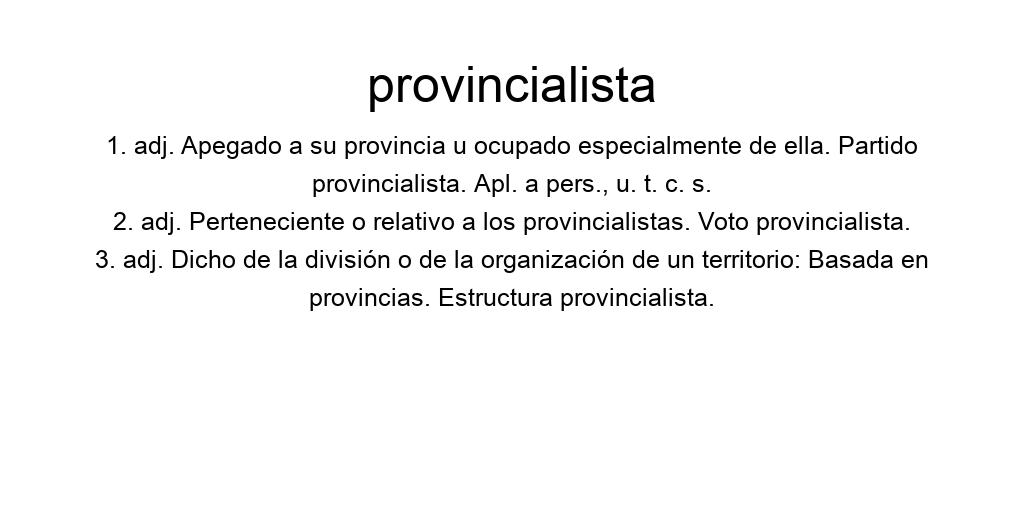 provincialista
1. adj. Apegado a su provincia u ocupado especialmente de ella. Partido
provincialista. Apl. a pers., u. t. c. s.
2. adj. Perteneciente o relativo a los provincialistas. Voto provincialista.
3. adj. Dicho de la división o de la organización de un territorio: Basada en
provincias. Estructura provincialista.